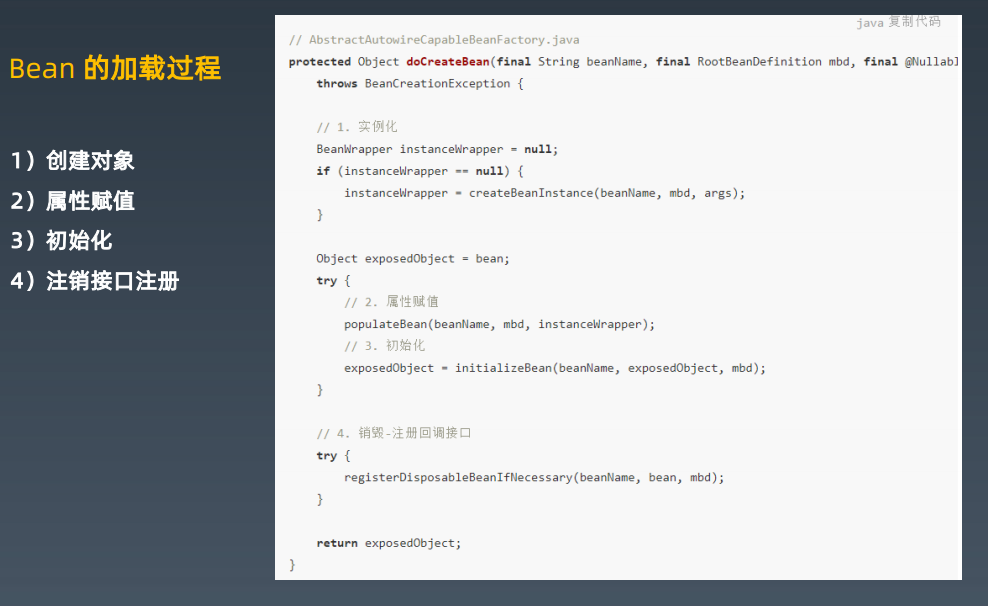 Bean 的加载过程
1）创建对象
2）属性赋值
3）初始化
4）注销接口注册
java 复制代码
// AbstractAutowireCapableBeanFactory.java
protected Object doCreateBean(final String beanName, final RootBeanDefinition mbd, final @Nullabl
throws BeanCreationException {
// 1. 实例化
BeanWrapper instanceWrapper = null;
if (instanceWrapper == null) {
instanceWrapper = createBeanInstance(beanName, mbd, args);
}
Object exposedObject = bean;
try {
// 2. 属性赋值
populateBean(beanName, mbd, instanceWrapper);
// 3. 初始化
exposedObject = initializeBean(beanName, exposedObject, mbd);
}
// 4. 销毁-注册回调接口
try {
registerDisposableBeanIfNecessary(beanName, bean, mbd);
}
return exposedObject;
}